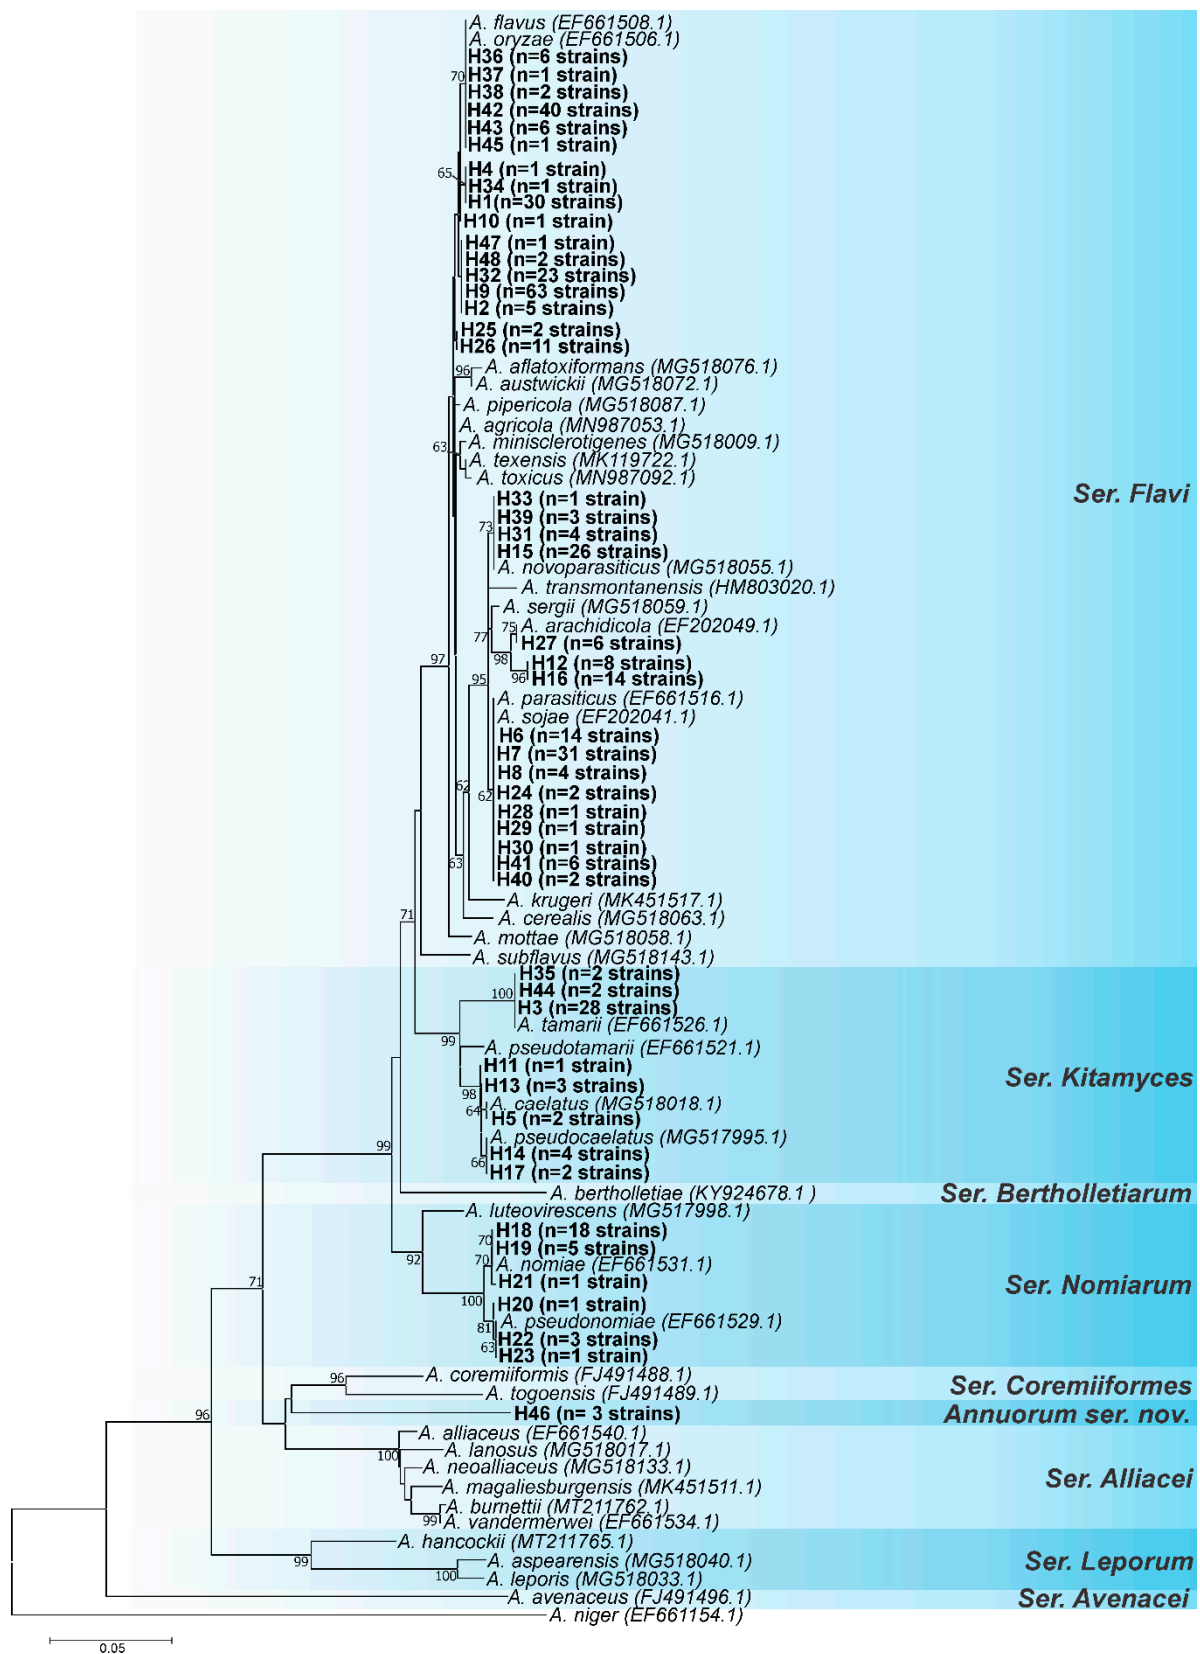 A. flavus (EF661508.1)
A. oryzae (EF661506.1)
H36 (n=6 strains)
70
H37 (n=1 strain)
H38 (n=2 strains)
H42 (n=40 strains)
H43 (n=6 strains)
H45 (n=1 strain)
65
H4 (n=1 strain)
H34 (n=1 strain)
H1(n=30 strains)
H10 (n=1 strain)
H47 (n=1 strain)
H48 (n=2 strains)
H32 (n=23 strains)
H9 (n=63 strains)
H2 (n=5 strains)
H25 (n=2 strains)
H26 (n=11 strains)
96
A. aflatoxiformans (MG518076.1)
A. austwickii (MG518072.1)
A. pipericola (MG518087.1)
A. agricola (MN987053.1)
63
A. minisclerotigenes (MG518009.1)
A. texensis (MK119722.1)
A. toxicus (MN987092.1)
Ser. Flavi
H33 (n=1 strain)
H39 (n=3 strains)
73
H31 (n=4 strains)
H15 (n=26 strains)
A. novoparasiticus (MG518055.1)
A. transmontanensis (HM803020.1)
A. sergii (MG518059.1)
75
A. arachidicola (EF202049.1)
77
H27 (n=6 strains)
97
98
H12 (n=8 strains)
95
96
H16 (n=14 strains)
A. parasiticus (EF661516.1)
A. sojae (EF202041.1)
H6 (n=14 strains)
H7 (n=31 strains)
H8 (n=4 strains)
62
62
H24 (n=2 strains)
H28 (n=1 strain)
H29 (n=1 strain)
H30 (n=1 strain)
63
H41 (n=6 strains)
H40 (n=2 strains)
A. krugeri (MK451517.1)
71
A. cerealis (MG518063.1)
A. mottae (MG518058.1)
A. subflavus (MG518143.1)
H35 (n=2 strains)
100
H44 (n=2 strains)
H3 (n=28 strains)
A. tamarii (EF661526.1)
99
A. pseudotamarii (EF661521.1)
H11 (n=1 strain)
Ser. Kitamyces
98
H13 (n=3 strains)
64
A. caelatus (MG518018.1)
H5 (n=2 strains)
A. pseudocaelatus (MG517995.1)
99
66
H14 (n=4 strains)
H17 (n=2 strains)
A. bertholletiae (KY924678.1 )
Ser. Bertholletiarum
A. luteovirescens (MG517998.1)
70
H18 (n=18 strains)
H19 (n=5 strains)
92
70
A. nomiae (EF661531.1)
71
H21 (n=1 strain)
Ser. Nomiarum
100
H20 (n=1 strain)
81
A. pseudonomiae (EF661529.1)
H22 (n=3 strains)
63
H23 (n=1 strain)
96
A. coremiiformis (FJ491488.1)
A. togoensis (FJ491489.1)
Ser. Coremiiformes
96
H46 (n= 3 strains)
Annuorum ser. nov.
A. alliaceus (EF661540.1)
100
A. lanosus (MG518017.1)
A. neoalliaceus (MG518133.1)
Ser. Alliacei
A. magaliesburgensis (MK451511.1)
A. burnettii (MT211762.1)
99
A. vandermerwei (EF661534.1)
A. hancockii (MT211765.1)
99
A. aspearensis (MG518040.1)
Ser. Leporum
100
A. leporis (MG518033.1)
A. avenaceus (FJ491496.1)
Ser. Avenacei
A. niger (EF661154.1)
0.05